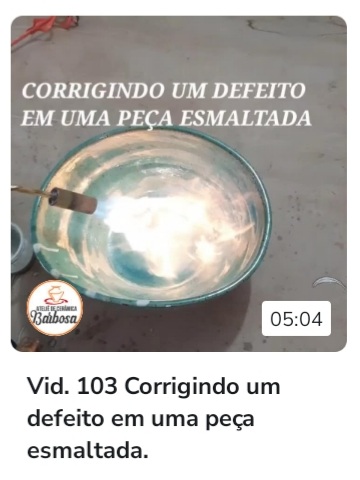 CORRIGINDO UM DEFEITO
EM UMA PEÇA ESMALTADA
ATELIÊ DE CERÂMICA
Barbosa
05:04
Vid. 103 Corrigindo um
defeito em uma peça
esmaltada.